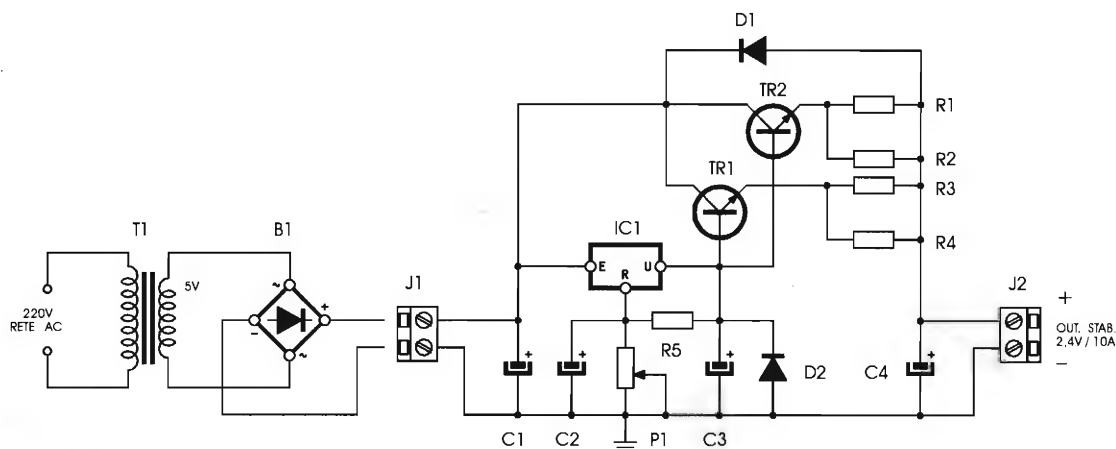 D1
TR2
R1
R2
TR1
R3
R4
IC1
E
U
R
T1
B1
5V
~
+
-
~
220V
RETE AC
J1
J2
+
OUT. STAB.
2,4V / 10A
-
R5
+
+
+
+
D2
C4
C1
C2
P1
C3